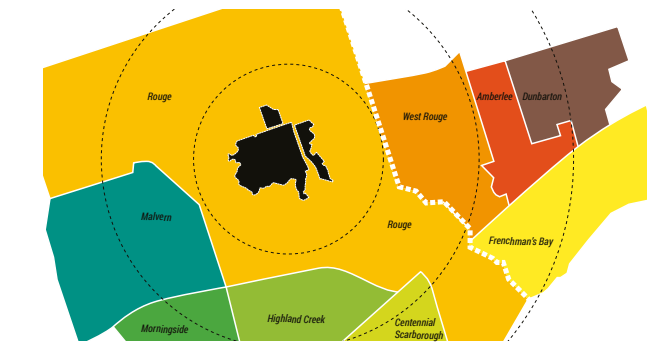 Rouge
Amberlee
Dunbarton
West Rouge
Malvern
Rouge
Frenchman's Bay
Highland Creek
Morningside
Centennial
Scarborough